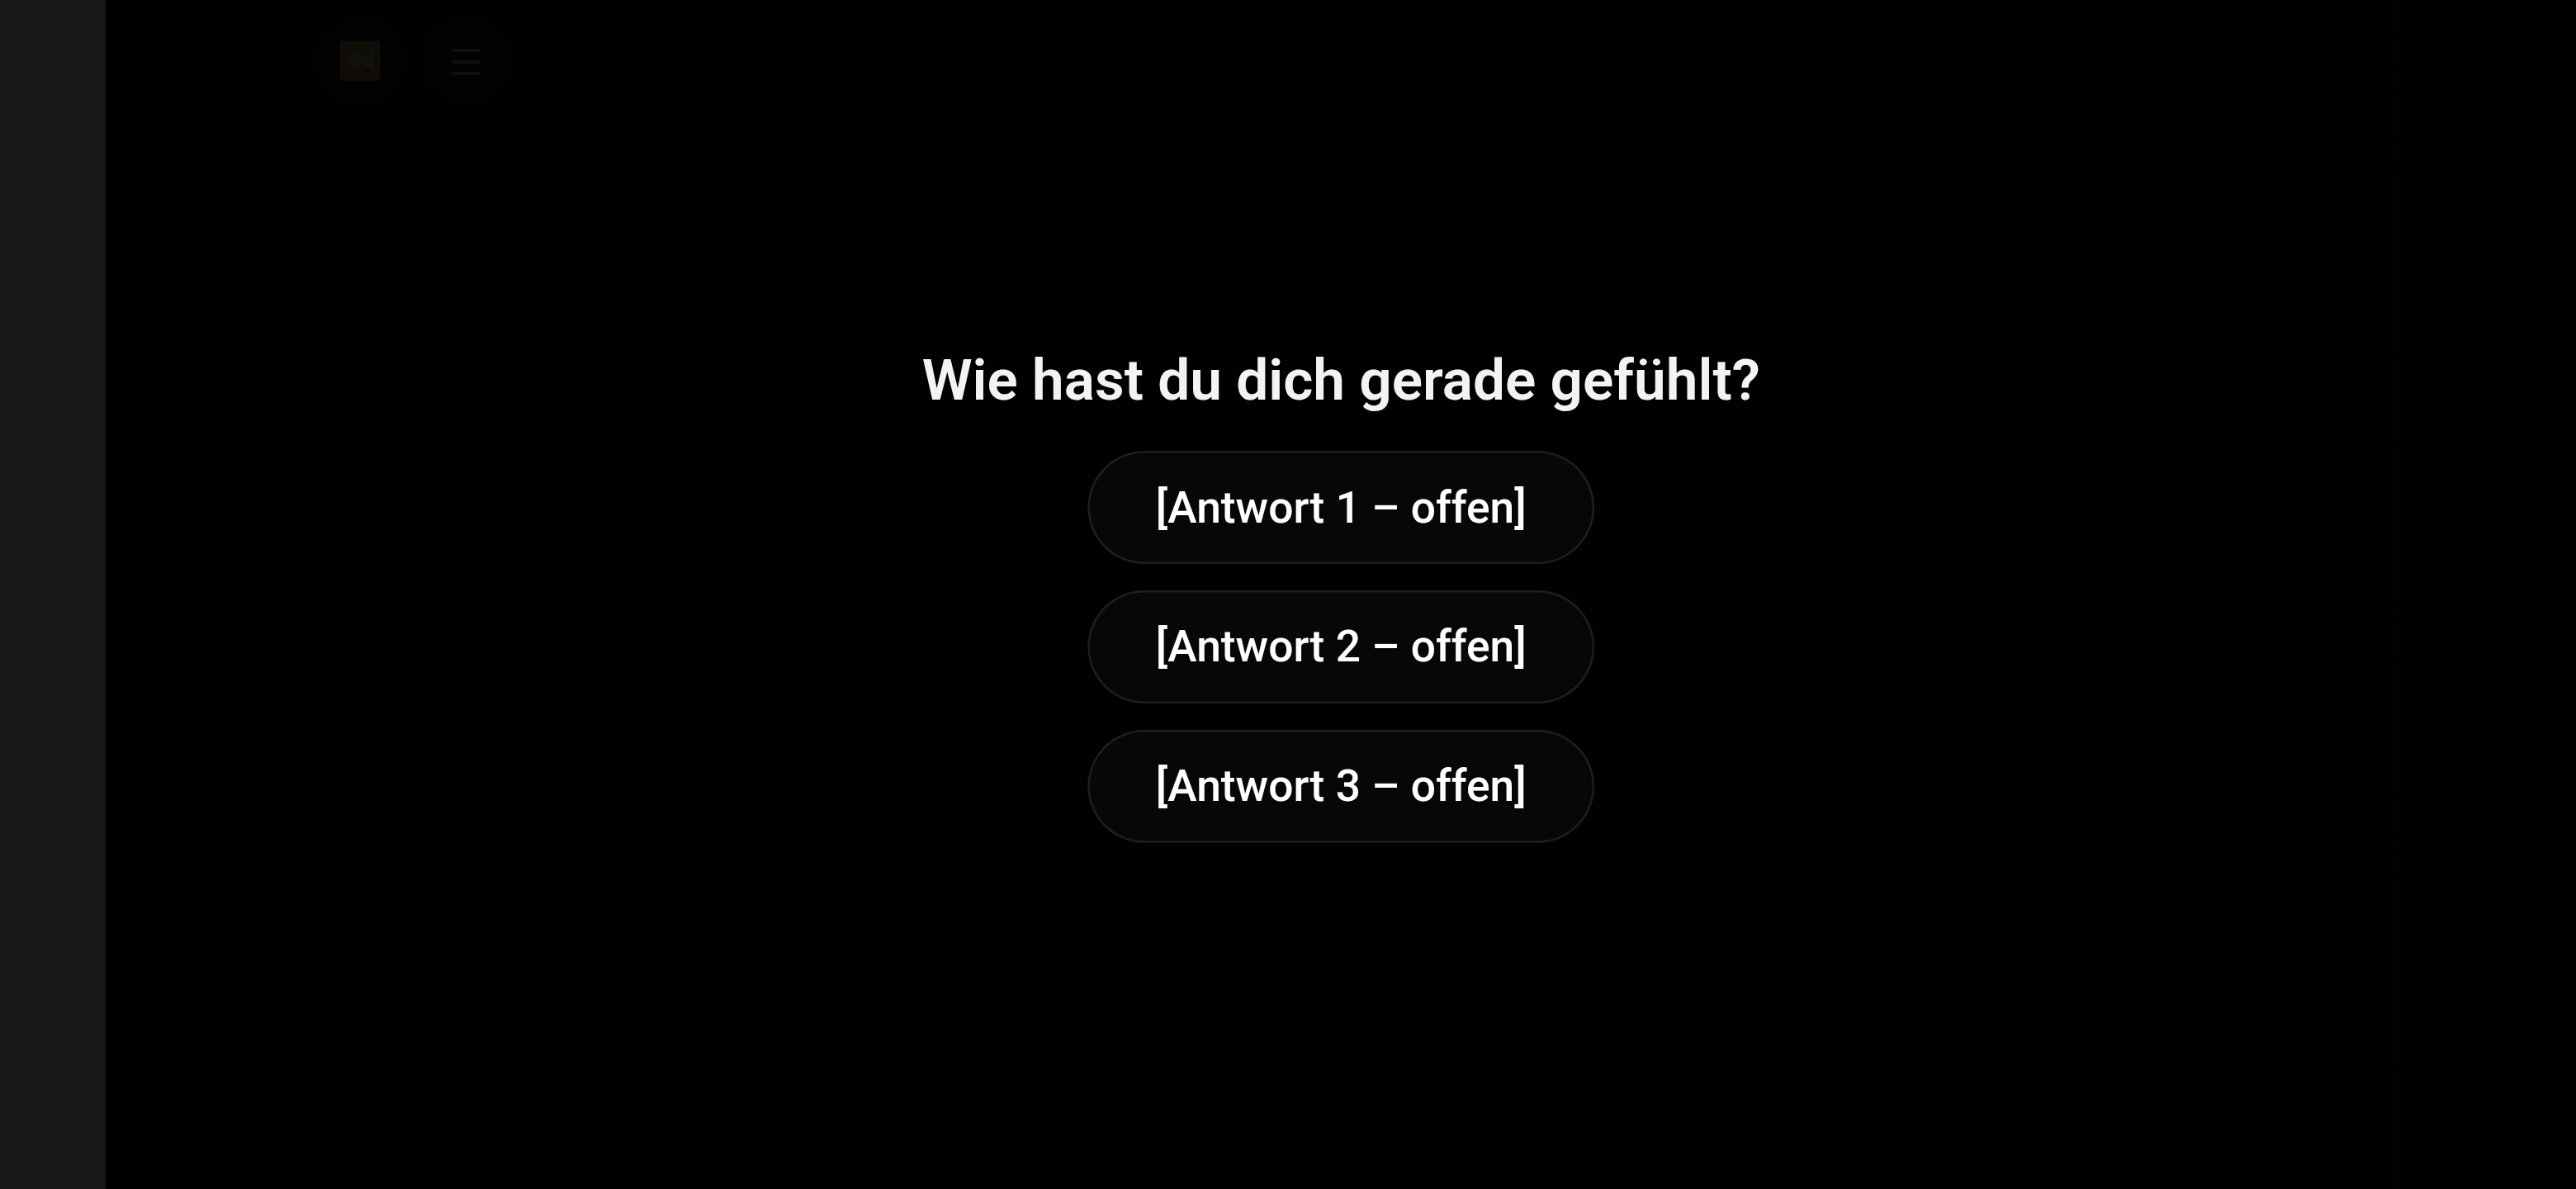 Wie hast du dich gerade gefühlt?
[Antwort 1 – offen]
[Antwort 2 – offen]
[Antwort 3 – offen]